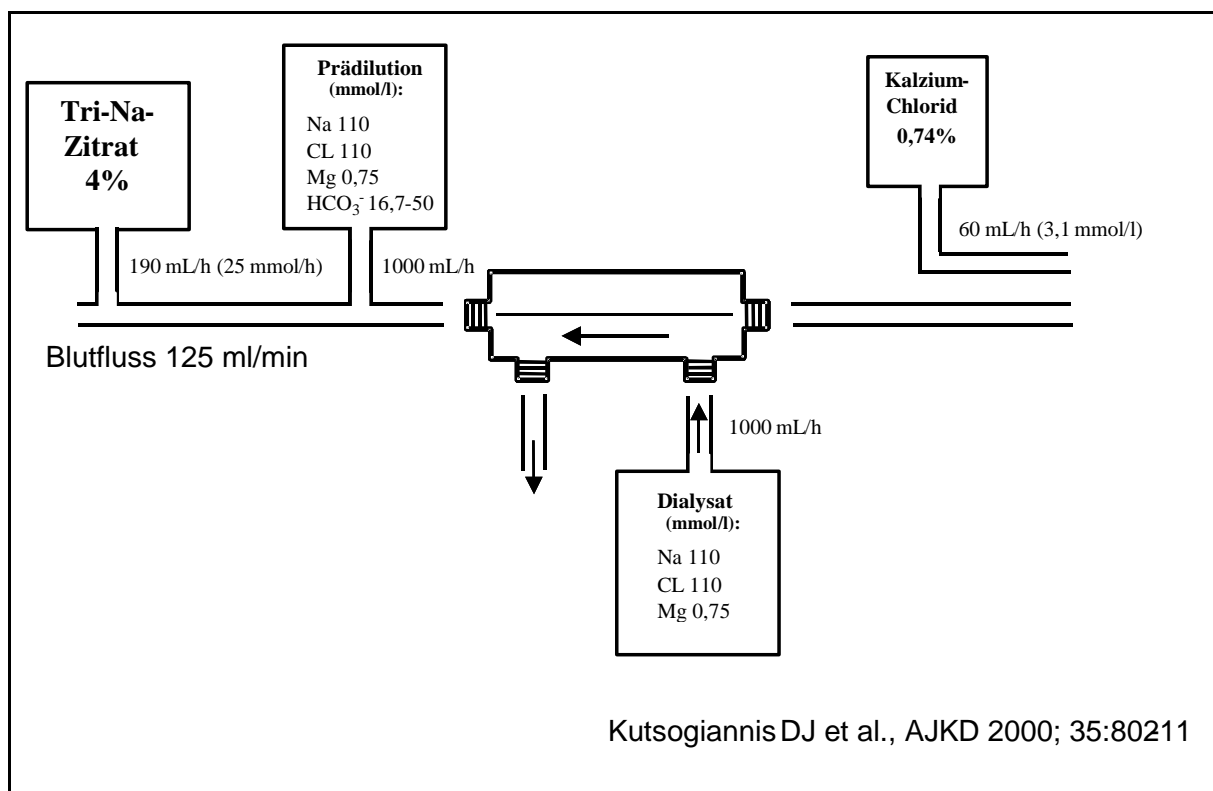 Tri-Na-
Zitrat
4%
Prädilution
(mmol/l):
Na 110
CL 110
Mg 0,75
HCO₃⁻ 16,7-50
Kalzium-
Chlorid
0,74%
190 mL/h (25 mmol/h)
1000 mL/h
60 mL/h (3,1 mmol/l)
Blutfluss 125 ml/min
1000 mL/h
Dialysat
(mmol/l):
Na 110
CL 110
Mg 0,75
Kutsogiannis DJ et al., AJKD 2000; 35:802-11